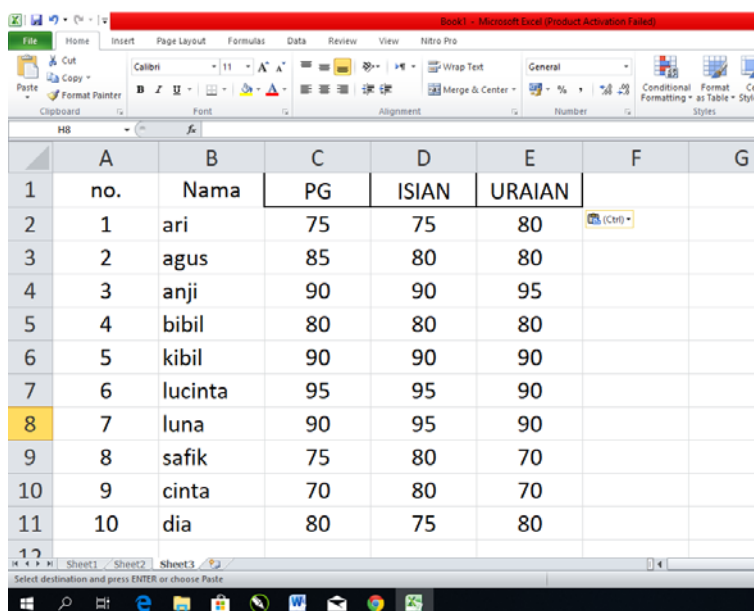 Book1 - Microsoft Excel (Product Activation Failed)
File Home Insert Page Layout Formulas Data Review View Nitro Pro
Cut
Copy
Format Painter
Paste
Calibri 11
B I U
Wrap Text
Merge & Center
General
Conditional Formatting
Format as Table
Clipboard Font Alignment Number Styles
H8 fx
A B C D E F G
1 no. Nama PG ISIAN URAIAN
2 1 ari 75 75 80 (Ctrl)
3 2 agus 85 80 80
4 3 anji 90 90 95
5 4 bibil 80 80 80
6 5 kibil 90 90 90
7 6 lucinta 95 95 90
8 7 luna 90 95 90
9 8 safik 75 80 70
10 9 cinta 70 80 70
11 10 dia 80 75 80
12
Sheet1 Sheet2 Sheet3
Select destination and press ENTER or choose Paste